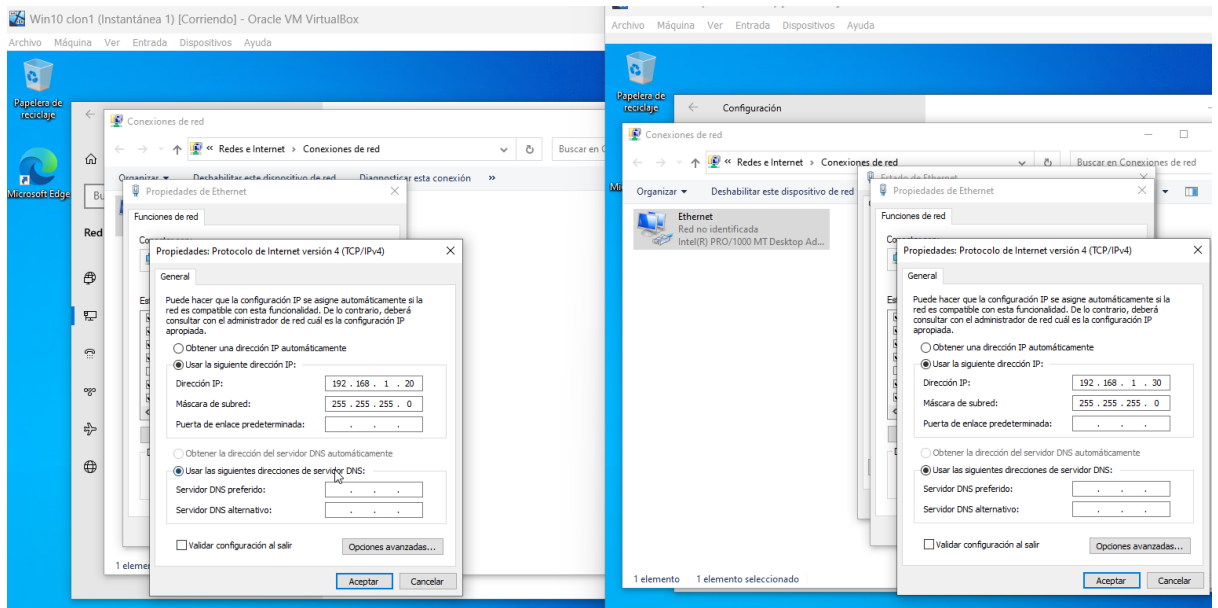 Win10 clon1 (Instantánea 1) [Corriendo] - Oracle VM VirtualBox
Archivo Máquina Ver Entrada Dispositivos Ayuda
Papelera de
reciclaje
Microsoft Edge
Red
Conexiones de red
« Redes e Internet > Conexiones de red
Buscar en C
Organizar Deshabilitar este dispositivo de red Diagnosticar esta conexión »
Propiedades de Ethernet
Funciones de red
Propiedades: Protocolo de Internet versión 4 (TCP/IPv4)
General
Puede hacer que la configuración IP se asigne automáticamente si la
red es compatible con esta funcionalidad. De lo contrario, deberá
consultar con el administrador de red cuál es la configuración IP
apropiada.
Obtener una dirección IP automáticamente
Usar la siguiente dirección IP:
Dirección IP: 192 . 168 . 1 . 20
Máscara de subred: 255 . 255 . 255 . 0
Puerta de enlace predeterminada: . . .
Obtener la dirección del servidor DNS automáticamente
Usar las siguientes direcciones de servidor DNS:
Servidor DNS preferido: . . .
Servidor DNS alternativo: . . .
Validar configuración al salir
Opciones avanzadas...
Aceptar Cancelar
1 elemen
Archivo Máquina Ver Entrada Dispositivos Ayuda
Papelera de
reciclaje
Configuración
Conexiones de red
« Redes e Internet > Conexiones de red
Buscar en Conexiones de red
Organizar Deshabilitar este dispositivo de red
Estado de Ethernet
Ethernet
Red no identificada
Intel(R) PRO/1000 MT Desktop Ad...
Propiedades de Ethernet
Funciones de red
Propiedades: Protocolo de Internet versión 4 (TCP/IPv4)
General
Puede hacer que la configuración IP se asigne automáticamente si la
red es compatible con esta funcionalidad. De lo contrario, deberá
consultar con el administrador de red cuál es la configuración IP
apropiada.
Obtener una dirección IP automáticamente
Usar la siguiente dirección IP:
Dirección IP: 192 . 168 . 1 . 30
Máscara de subred: 255 . 255 . 255 . 0
Puerta de enlace predeterminada: . . .
Obtener la dirección del servidor DNS automáticamente
Usar las siguientes direcciones de servidor DNS:
Servidor DNS preferido: . . .
Servidor DNS alternativo: . . .
Validar configuración al salir
Opciones avanzadas...
Aceptar Cancelar
1 elemento 1 elemento seleccionado